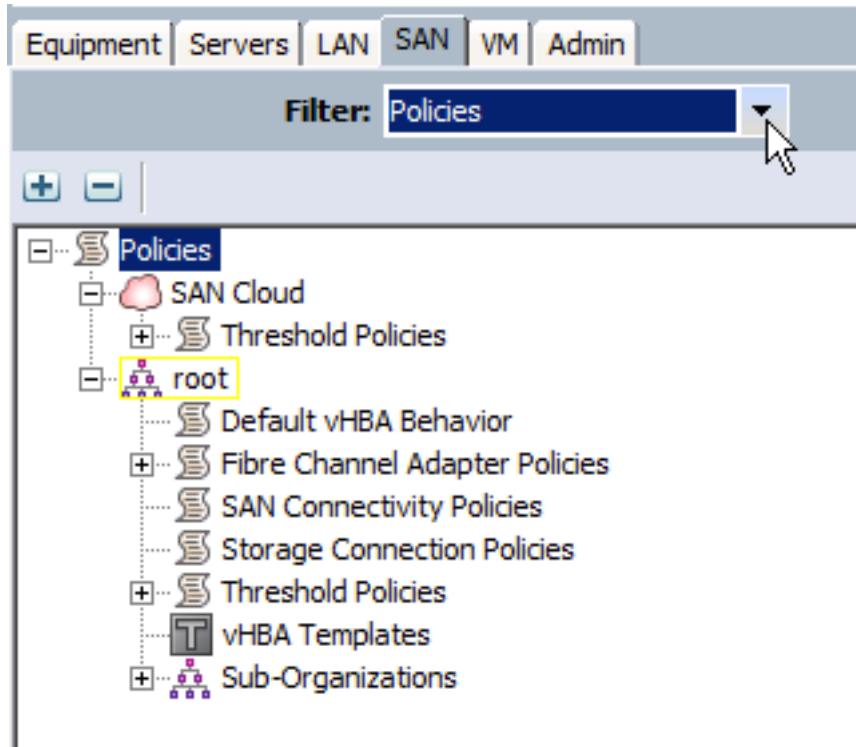 Equipment Servers LAN SAN VM Admin
Filter: Policies
Policies
SAN Cloud
Threshold Policies
root
Default vHBA Behavior
Fibre Channel Adapter Policies
SAN Connectivity Policies
Storage Connection Policies
Threshold Policies
vHBA Templates
Sub-Organizations